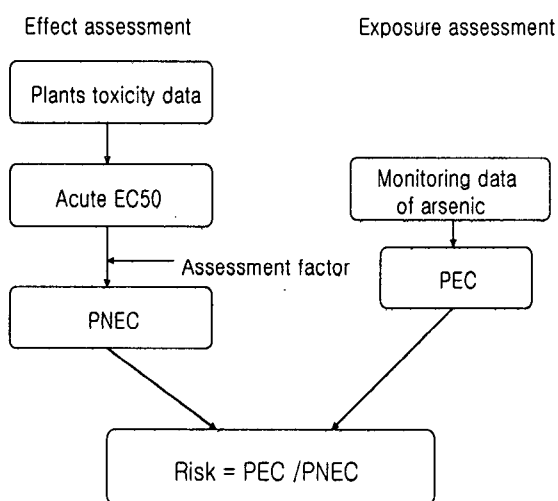 Effect assessment
Exposure assessment
Plants toxicity data
Acute EC50
Assessment factor
PNEC
Monitoring data
of arsenic
PEC
Risk = PEC /PNEC